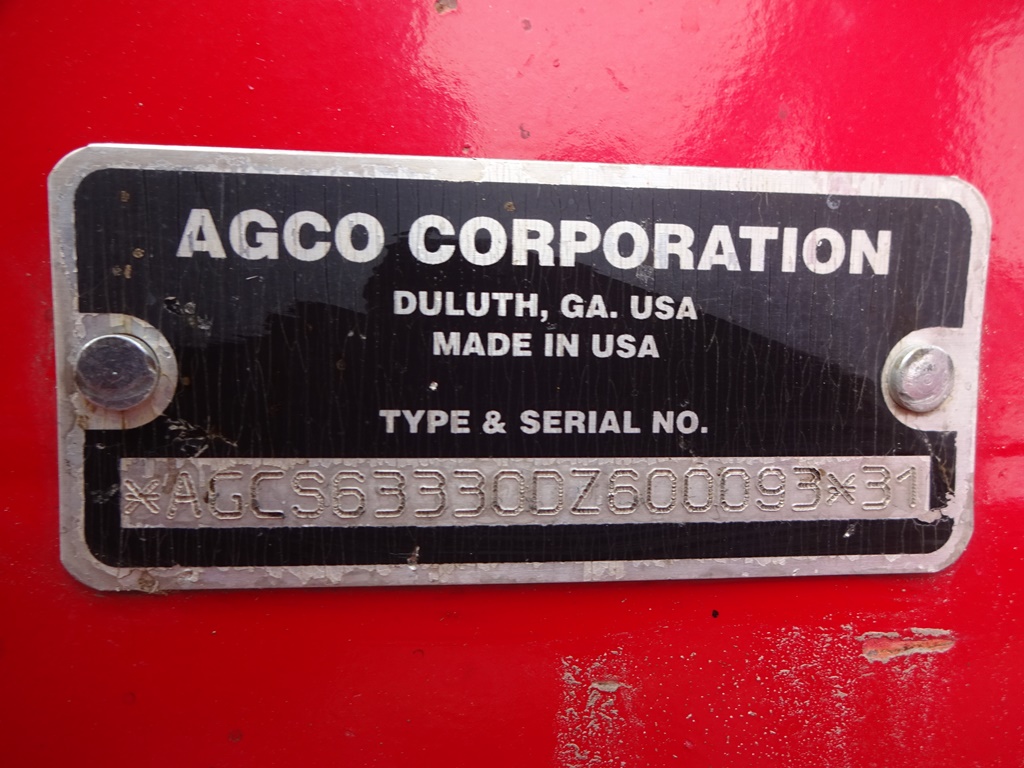 AGCO CORPORATION
DULUTH, GA. USA
MADE IN USA
TYPE & SERIAL NO.
*AGCS63330DZ600093*31